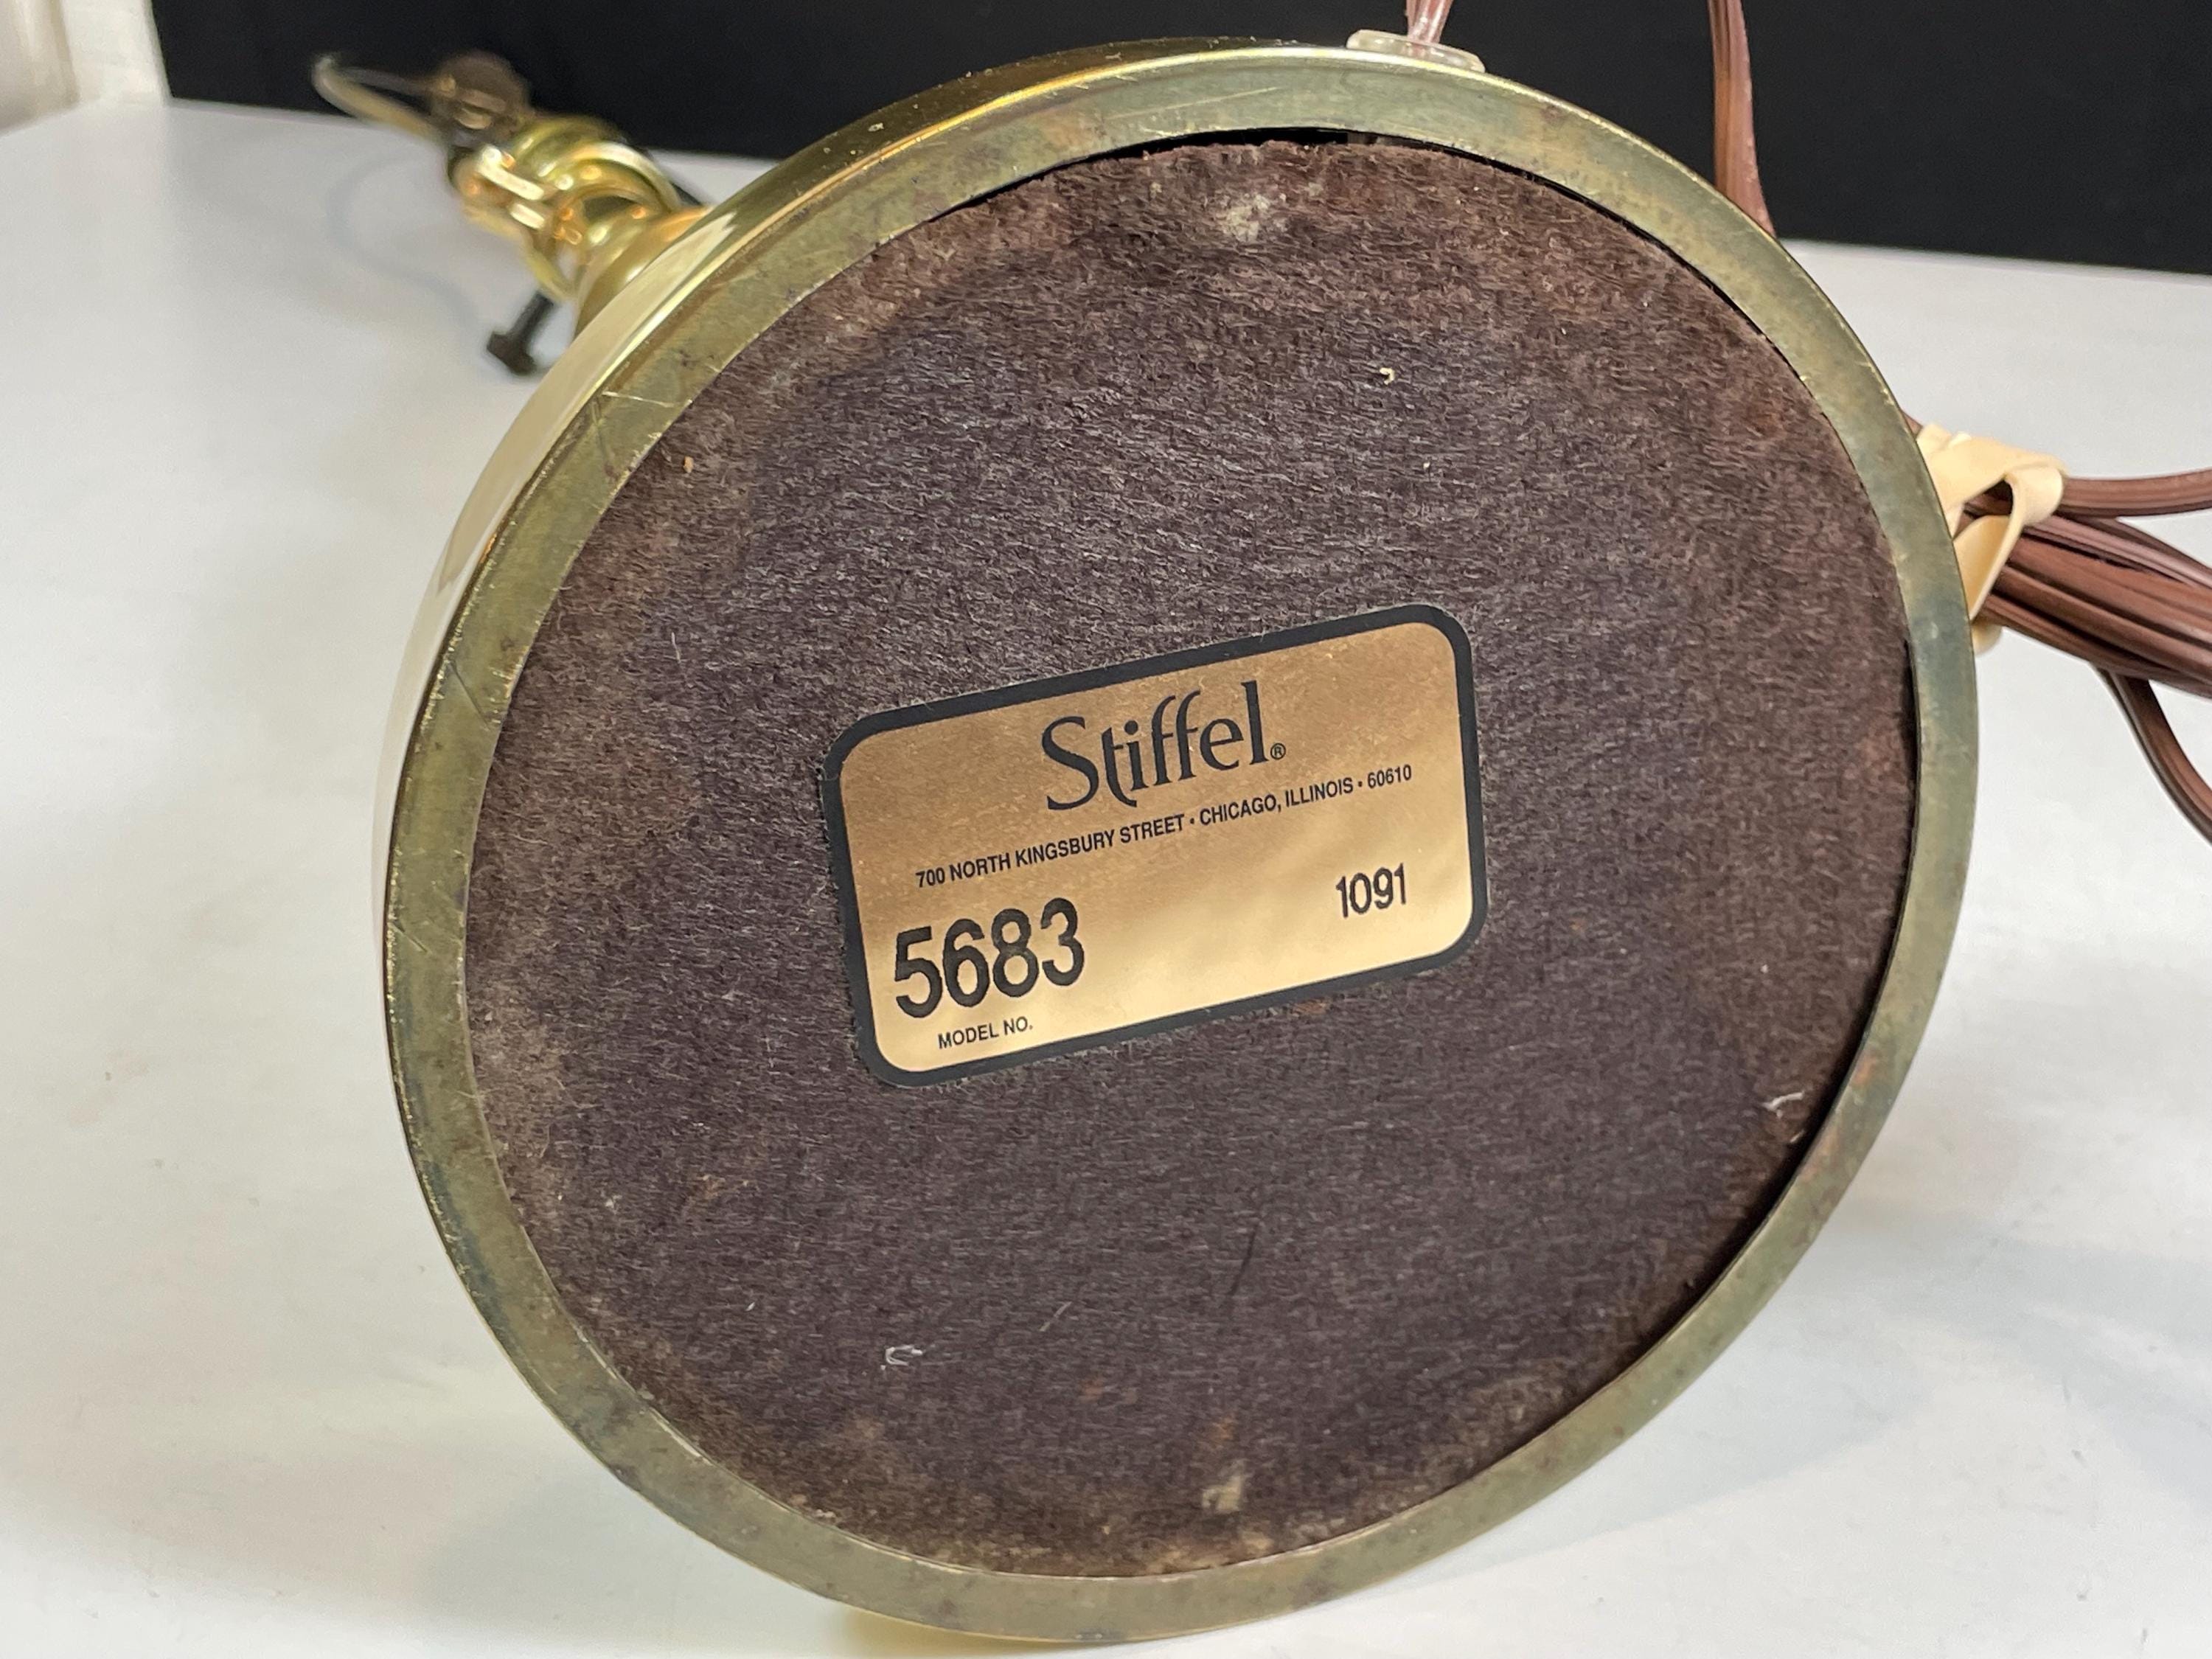 Stiffel®
700 NORTH KINGSBURY STREET • CHICAGO, ILLINOIS • 60610
5683 1091
MODEL NO.